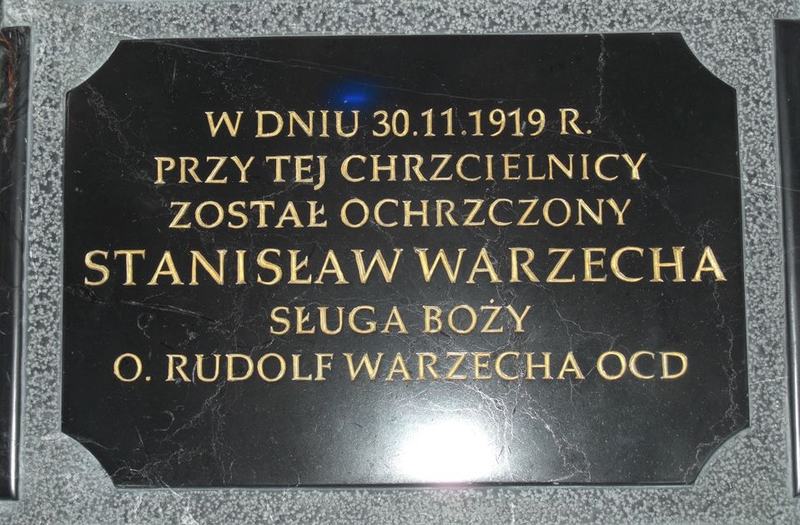 W DNIU 30.11.1919 R.
PRZY TEJ CHRZCIELNICY
ZOSTAŁ OCHRZCZONY
STANISŁAW WARZECHA
SŁUGA BOŻY
O. RUDOLF WARZECHA OCD